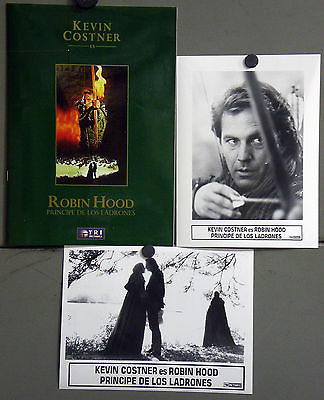 KEVIN
COSTNER
ES
ROBIN HOOD
PRINCIPE DE LOS LADRONES
TRI
KEVIN COSTNER es ROBIN HOOD
PRINCIPE DE LOS LADRONES
KEVIN COSTNER es ROBIN HOOD
PRINCIPE DE LOS LADRONES